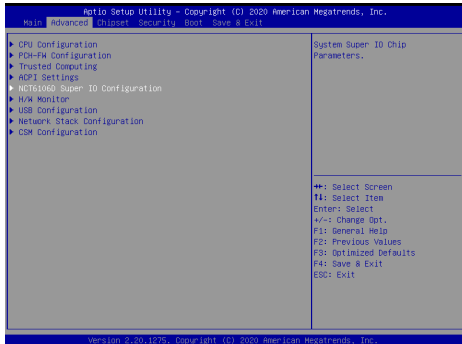 Aptio Setup Utility – Copyright (C) 2020 American Megatrends, Inc.
Main Advanced Chipset Security Boot Save & Exit
CPU Configuration
PCH-FW Configuration
Trusted Computing
ACPI Settings
NCT6106D Super IO Configuration
H/W Monitor
USB Configuration
Network Stack Configuration
CSM Configuration
System Super IO Chip
Parameters.
→←: Select Screen
↑↓: Select Item
Enter: Select
+/-: Change Opt.
F1: General Help
F2: Previous Values
F3: Optimized Defaults
F4: Save & Exit
ESC: Exit
Version 2.20.1275. Copyright (C) 2020 American Megatrends, Inc.